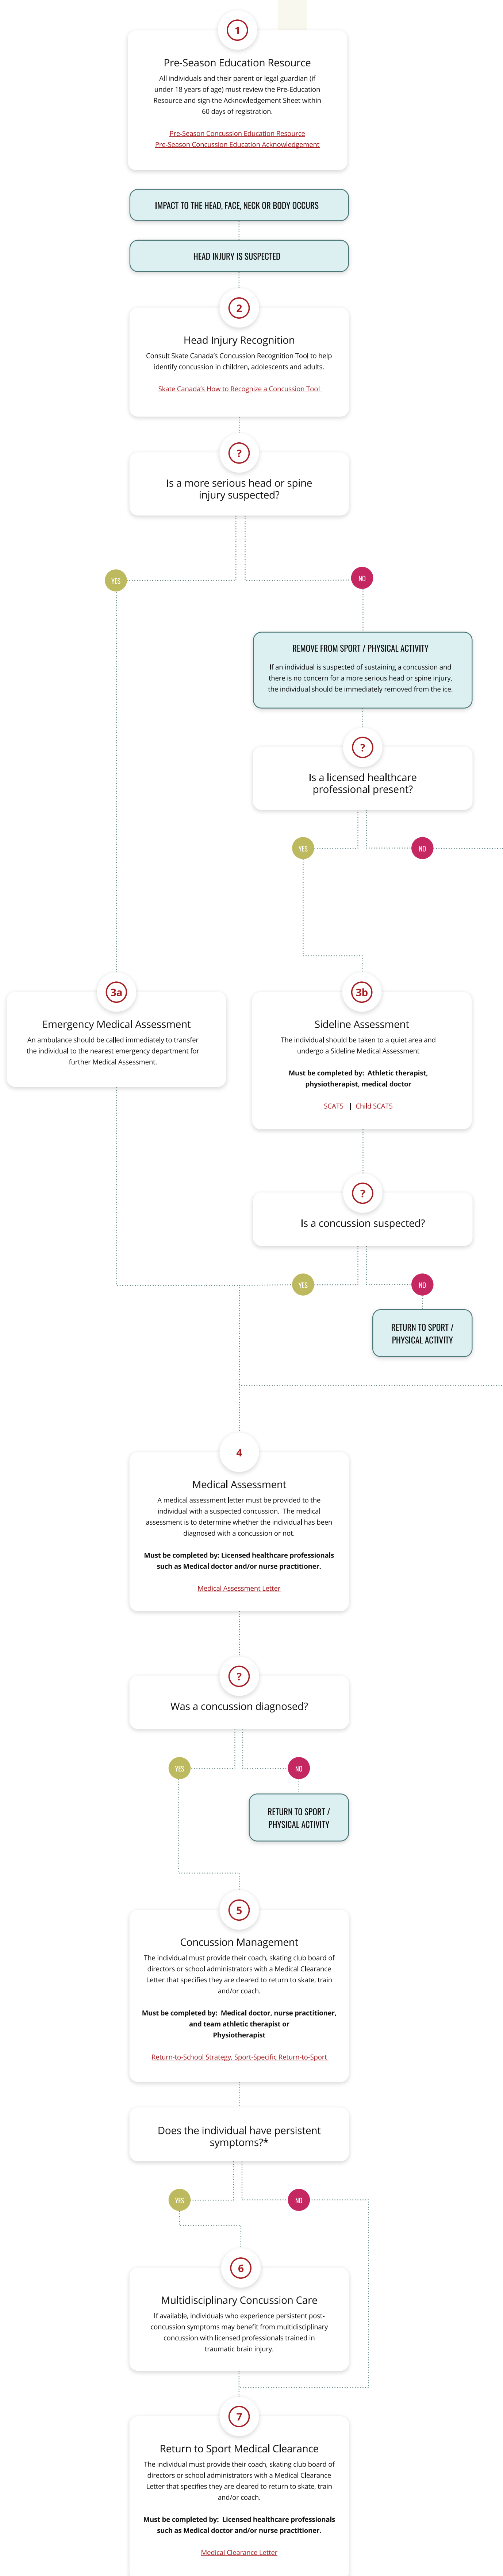 1
Pre-Season Education Resource
All individuals and their parent or legal guardian (if
under 18 years of age) must review the Pre-Education
Resource and sign the Acknowledgement Sheet within
60 days of registration.
Pre-Season Concussion Education Resource
Pre-Season Concussion Education Acknowledgement
IMPACT TO THE HEAD, FACE, NECK OR BODY OCCURS
HEAD INJURY IS SUSPECTED
2
Head Injury Recognition
Consult Skate Canada's Concussion Recognition Tool to help
identify concussion in children, adolescents and adults.
Skate Canada's How to Recognize a Concussion Tool
?
Is a more serious head or spine
injury suspected?
YES
NO
REMOVE FROM SPORT / PHYSICAL ACTIVITY
If an individual is suspected of sustaining a concussion and
there is no concern for a more serious head or spine injury,
the individual should be immediately removed from the ice.
?
Is a licensed healthcare
professional present?
YES
NO
3a
Emergency Medical Assessment
An ambulance should be called immediately to transfer
the individual to the nearest emergency department for
further Medical Assessment.
3b
Sideline Assessment
The individual should be taken to a quiet area and
undergo a Sideline Medical Assessment
Must be completed by: Athletic therapist,
physiotherapist, medical doctor
SCAT5 | Child SCAT5
?
Is a concussion suspected?
YES
NO
RETURN TO SPORT /
PHYSICAL ACTIVITY
4
Medical Assessment
A medical assessment letter must be provided to the
individual with a suspected concussion. The medical
assessment is to determine whether the individual has been
diagnosed with a concussion or not.
Must be completed by: Licensed healthcare professionals
such as Medical doctor and/or nurse practitioner.
Medical Assessment Letter
?
Was a concussion diagnosed?
YES
NO
RETURN TO SPORT /
PHYSICAL ACTIVITY
5
Concussion Management
The individual must provide their coach, skating club board of
directors or school administrators with a Medical Clearance
Letter that specifies they are cleared to return to skate, train
and/or coach.
Must be completed by: Medical doctor, nurse practitioner,
and team athletic therapist or
Physiotherapist
Return-to-School Strategy, Sport-Specific Return-to-Sport
Does the individual have persistent
symptoms?*
YES
NO
6
Multidisciplinary Concussion Care
If available, individuals who experience persistent post-
concussion symptoms may benefit from multidisciplinary
concussion with licensed professionals trained in
traumatic brain injury.
7
Return to Sport Medical Clearance
The individual must provide their coach, skating club board of
directors or school administrators with a Medical Clearance
Letter that specifies they are cleared to return to skate, train
and/or coach.
Must be completed by: Licensed healthcare professionals
such as Medical doctor and/or nurse practitioner.
Medical Clearance Letter